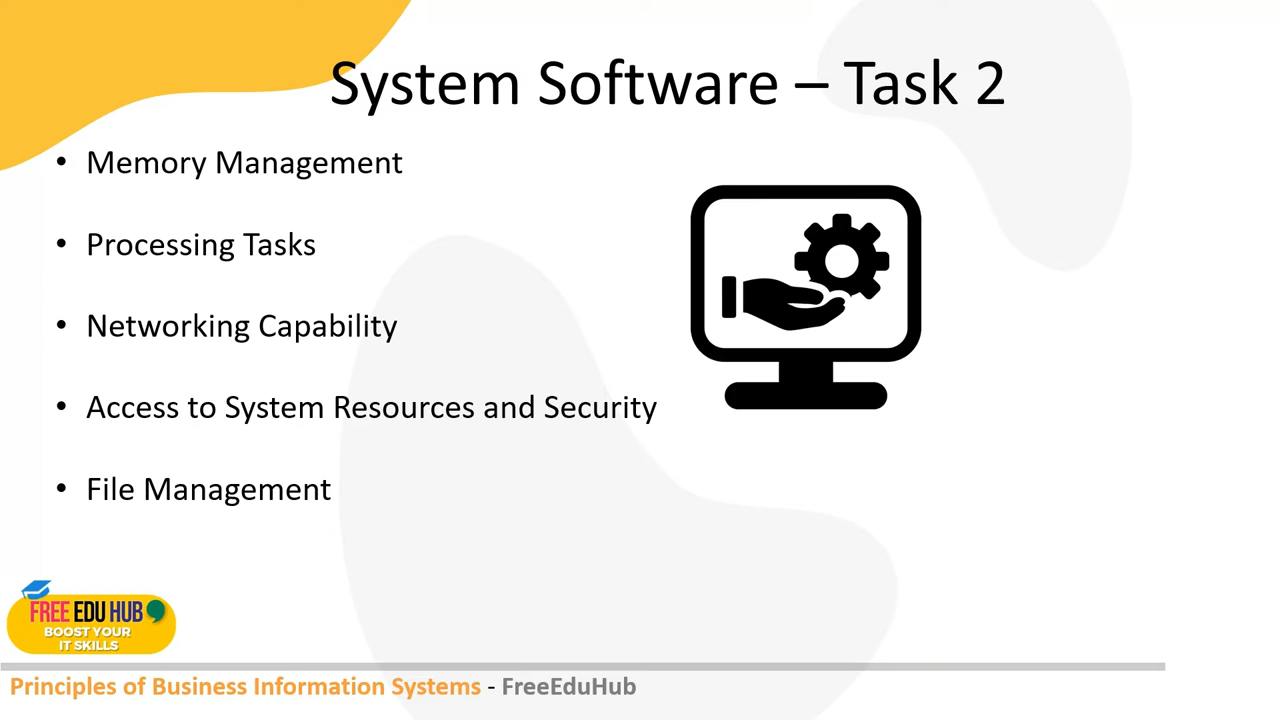 System Software – Task 2
• Memory Management
• Processing Tasks
• Networking Capability
• Access to System Resources and Security
• File Management
FREE EDU HUB
BOOST YOUR
IT SKILLS
Principles of Business Information Systems - FreeEduHub